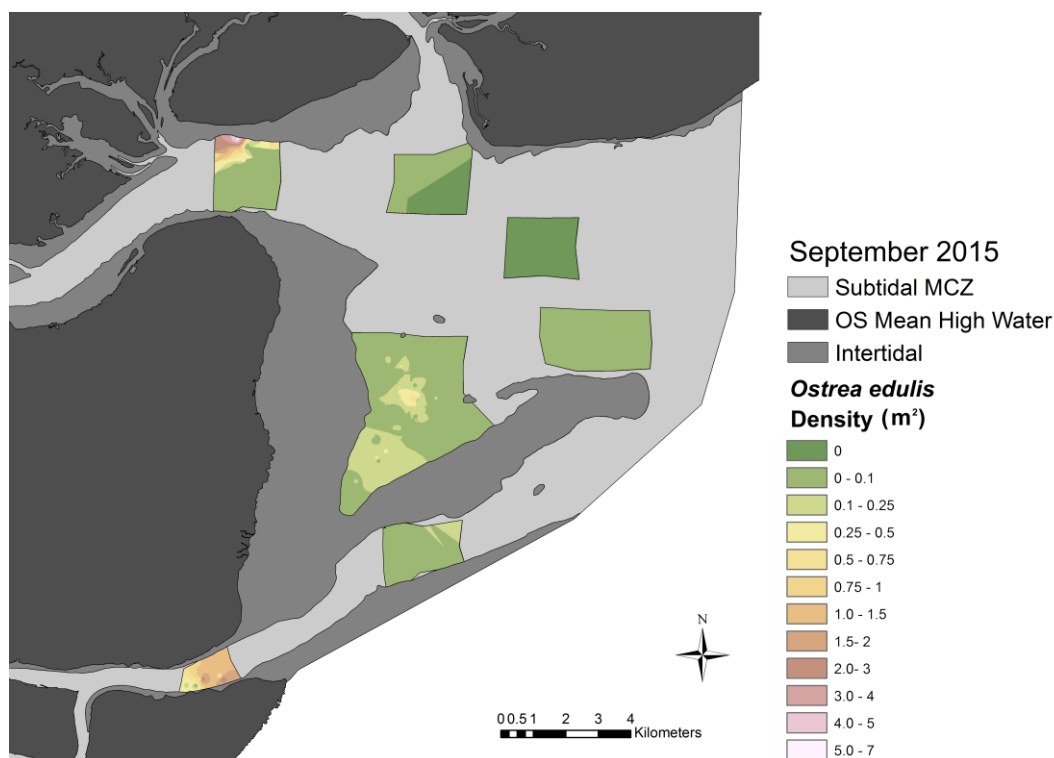 September 2015
Subtidal MCZ
OS Mean High Water
Intertidal
Ostrea edulis
Density (m²)
0
0 - 0.1
0.1 - 0.25
0.25 - 0.5
0.5 - 0.75
0.75 - 1
1.0 - 1.5
1.5- 2
2.0- 3
3.0 - 4
4.0 - 5
5.0 - 7
N
0 0.5 1 2 3 4
Kilometers